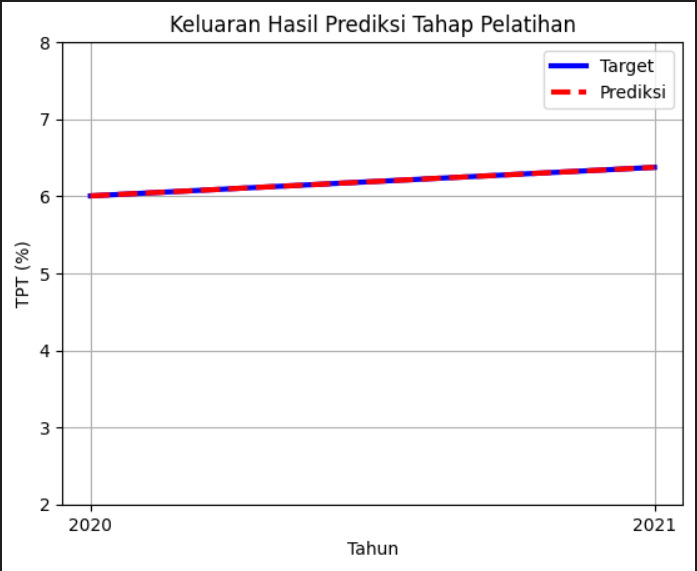 Keluaran Hasil Prediksi Tahap Pelatihan
Target
Prediksi
8
7
6
5
4
3
2
TPT (%)
2020
2021
Tahun